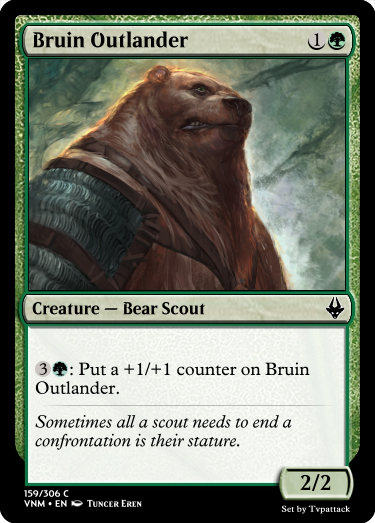 Bruin Outlander 1
Creature — Bear Scout
3: Put a +1/+1 counter on Bruin
Outlander.
Sometimes all a scout needs to end a
confrontation is their stature.
2/2
159/306 C
VNM • EN Tuncer Eren
Set by Tvpattack